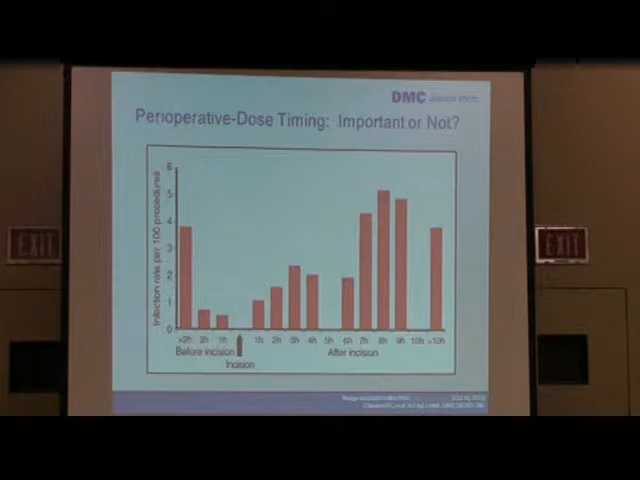 DMC
Perioperative-Dose Timing: Important or Not?
Infection rate per 100 procedures
6
5
4
3
2
1
0
>2h 2h 1h 1h 2h 3h 4h 5h 6h 7h 8h 9h 10h >10h
Before incision
After incision
Incision
EXIT
EXIT